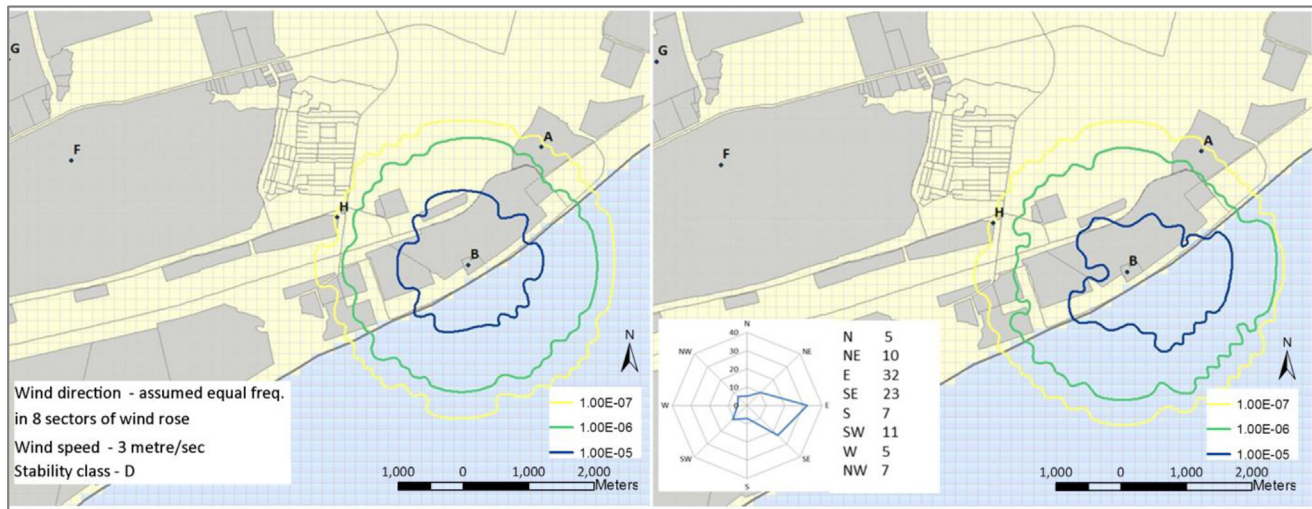 G
F
A
H
B
N
Wind direction - assumed equal freq.
in 8 sectors of wind rose
Wind speed - 3 metre/sec
Stability class - D
1.00E-07
1.00E-06
1.00E-05
1,000 0 1,000 2,000
Meters
G
F
A
H
B
N
N
NE
E
SE
S
SW
W
NW
40
30
20
10
0
N 5
NE 10
E 32
SE 23
S 7
SW 11
W 5
NW 7
1.00E-07
1.00E-06
1.00E-05
1,000 0 1,000 2,000
Meters